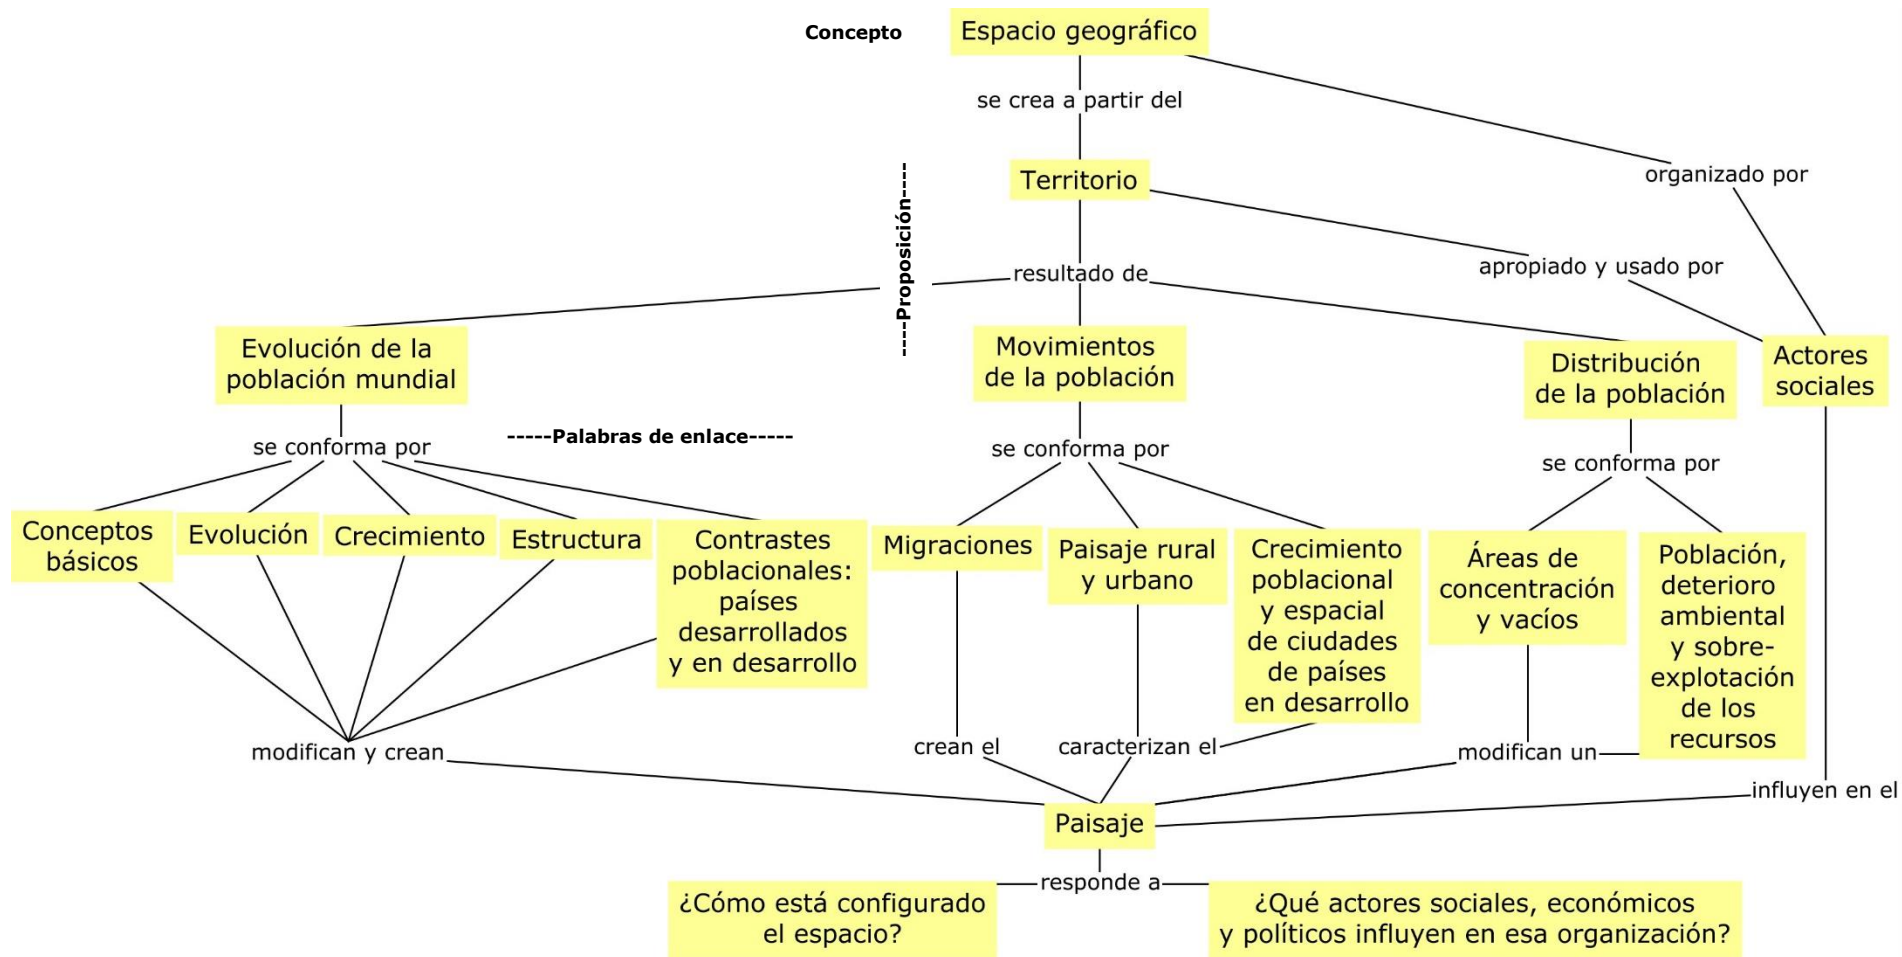 Concepto
Espacio geográfico
se crea a partir del
organizado por
Territorio
-----Proposición-----
apropiado y usado por
resultado de
Evolución de la
población mundial
Movimientos
de la población
Distribución
de la población
Actores
sociales
-----Palabras de enlace-----
se conforma por
se conforma por
se conforma por
Conceptos
básicos
Evolución
Crecimiento
Estructura
Contrastes
poblacionales:
países
desarrollados
y en desarrollo
Migraciones
Paisaje rural
y urbano
Crecimiento
poblacional
y espacial
de ciudades
de países
en desarrollo
Áreas de
concentración
y vacíos
Población,
deterioro
ambiental
y sobre-
explotación
de los
recursos
modifican y crean
crean el
caracterizan el
modifican un
influyen en el
Paisaje
responde a
¿Cómo está configurado
el espacio?
¿Qué actores sociales, económicos
y políticos influyen en esa organización?